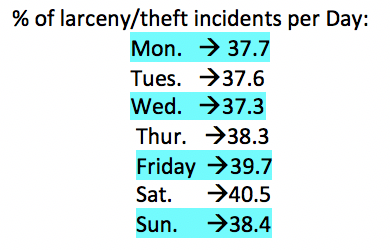 % of larceny/theft incidents per Day:
Mon. → 37.7
Tues. →37.6
Wed. →37.3
Thur. →38.3
Friday →39.7
Sat. →40.5
Sun. →38.4